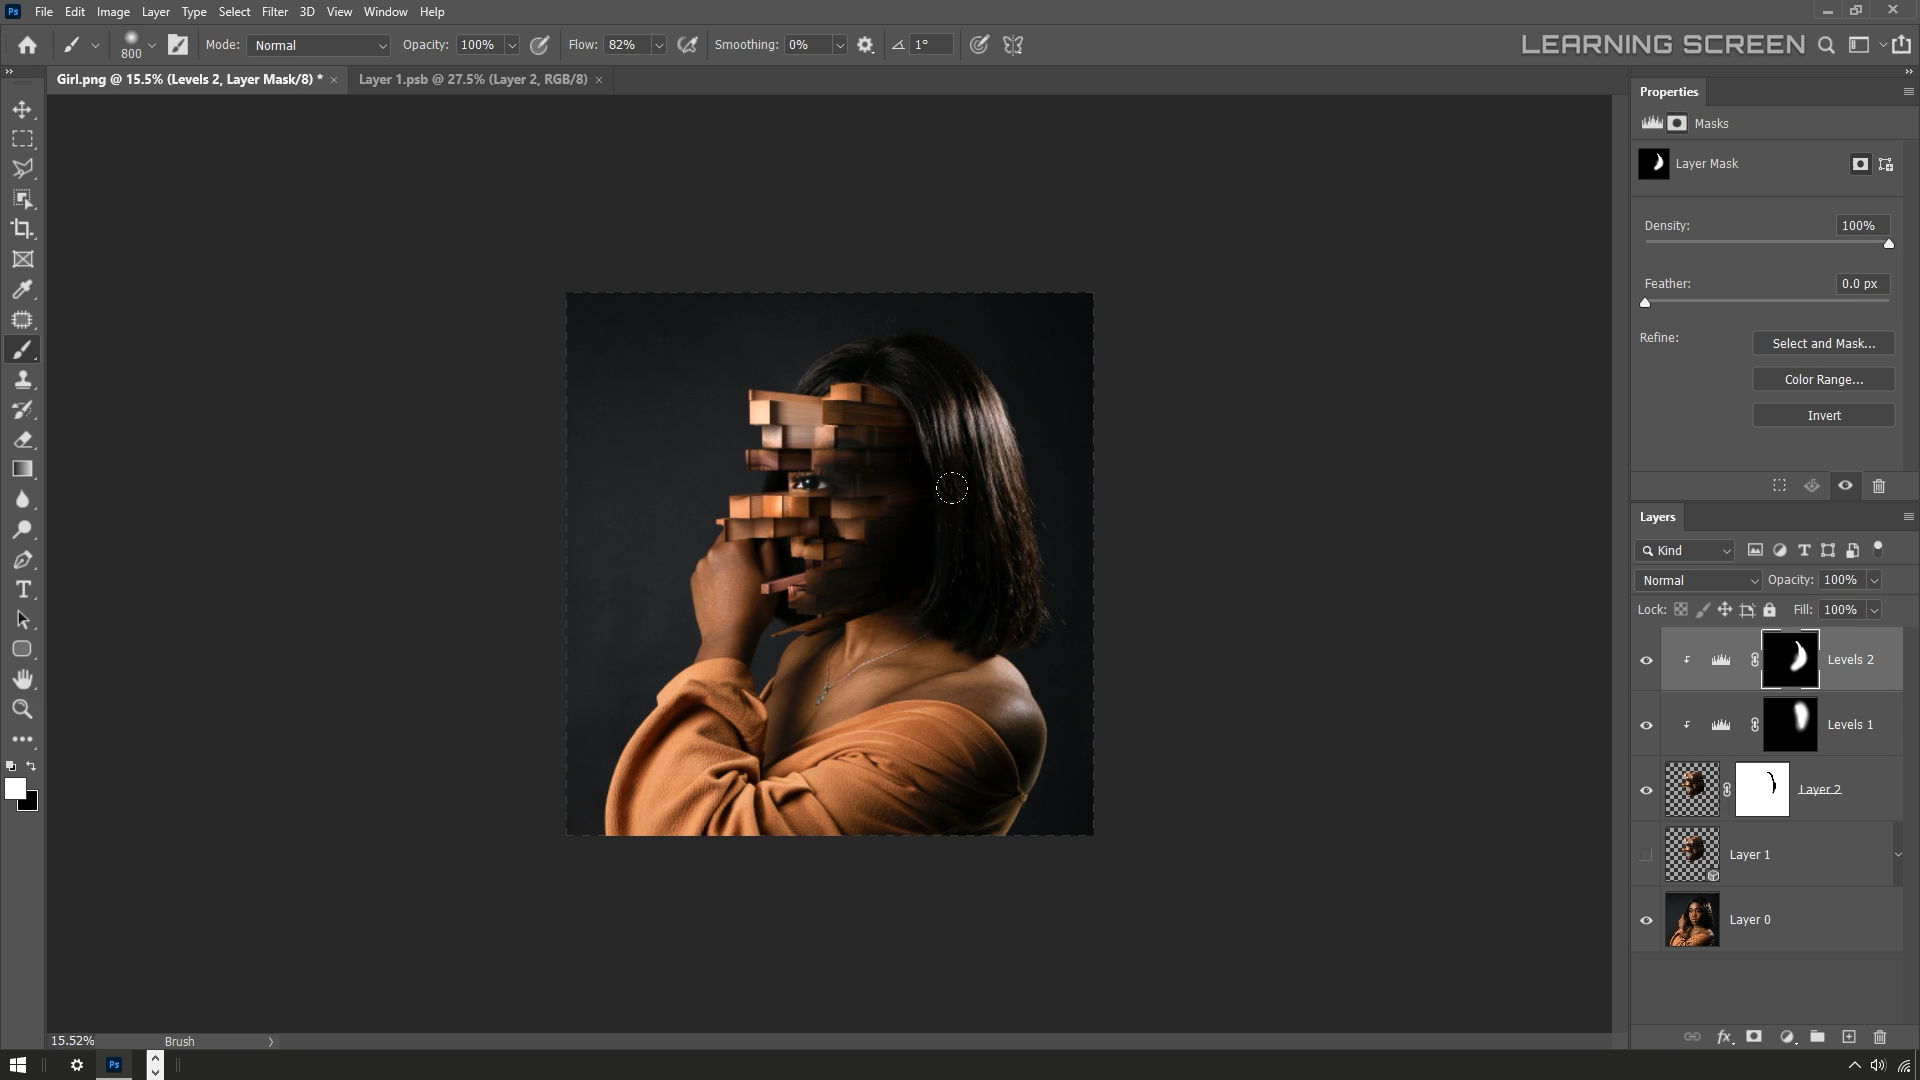 Ps File Edit Image Layer Type Select Filter 3D View Window Help
800 Mode: Normal Opacity: 100% Flow: 82% Smoothing: 0% 1° LEARNING SCREEN
Girl.png @ 15.5% (Levels 2, Layer Mask/8) * × Layer 1.psb @ 27.5% (Layer 2, RGB/8) ×
Properties
Masks
Layer Mask
Density: 100%
Feather: 0.0 px
Refine: Select and Mask...
Color Range...
Invert
Layers
Kind
Normal Opacity: 100%
Lock: Fill: 100%
Levels 2
Levels 1
Layer 2
Layer 1
Layer 0
15.52% Brush
Ps